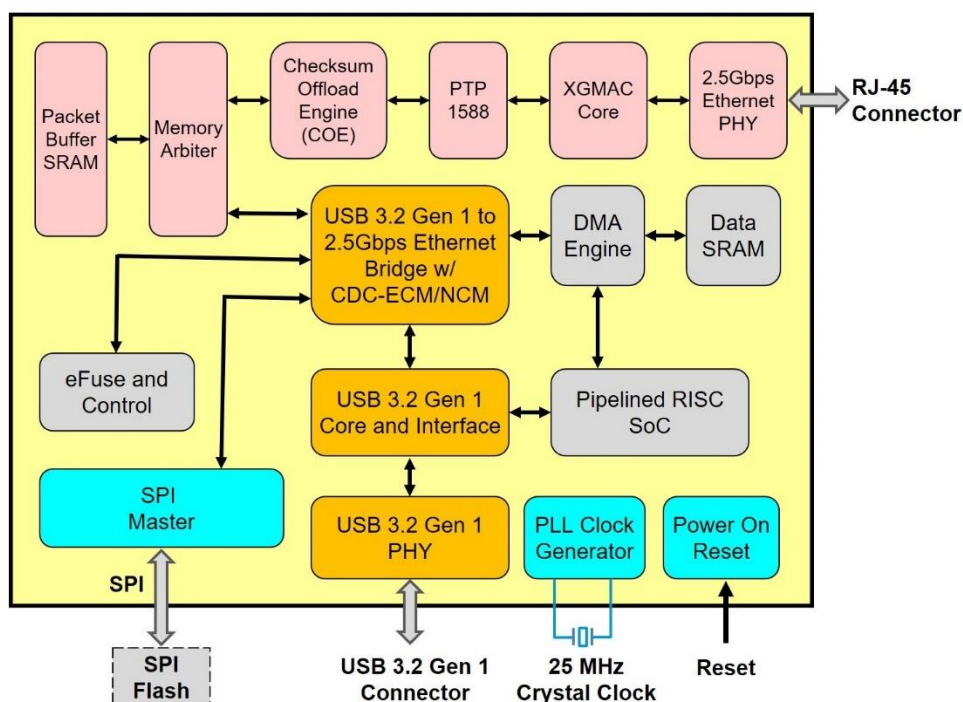 Packet
Buffer
SRAM
Memory
Arbiter
Checksum
Offload
Engine
(COE)
PTP
1588
XGMAC
Core
2.5Gbps
Ethernet
PHY
RJ-45
Connector
USB 3.2 Gen 1 to
2.5Gbps Ethernet
Bridge w/
CDC-ECM/NCM
DMA
Engine
Data
SRAM
eFuse and
Control
USB 3.2 Gen 1
Core and Interface
Pipelined RISC
SoC
SPI
Master
USB 3.2 Gen 1
PHY
PLL Clock
Generator
Power On
Reset
SPI
SPI
Flash
USB 3.2 Gen 1
Connector
25 MHz
Crystal Clock
Reset